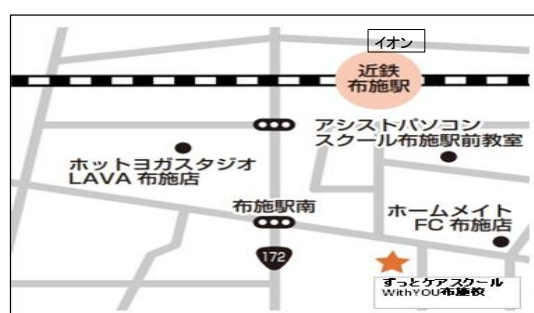 イオン
近鉄
布施駅
アシストパソコン
スクール布施駅前教室
ホットヨガスタジオ
LAVA 布施店
布施駅南
ホームメイト
FC 布施店
172
ずっとケアスクール
WithYOU布施校